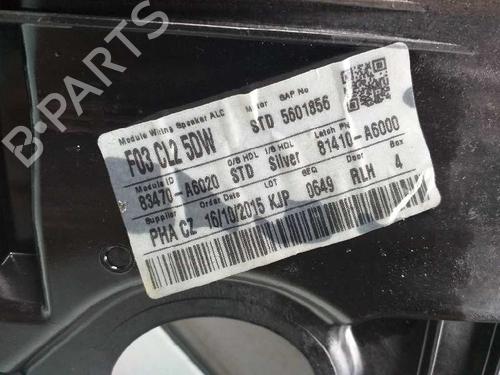 Module Wiring Speaker ALC Motor SAP No
F03 CL2 5DW STD 5601856
Module ID O/S HDL I/S HDL Latch PN
83470-A6020 STD Silver 81410-A6000
Supplier Order Date LOT SEQ Door Box
PHA CZ 16/10/2015 KJP 0649 RLH 4
B-PARTS